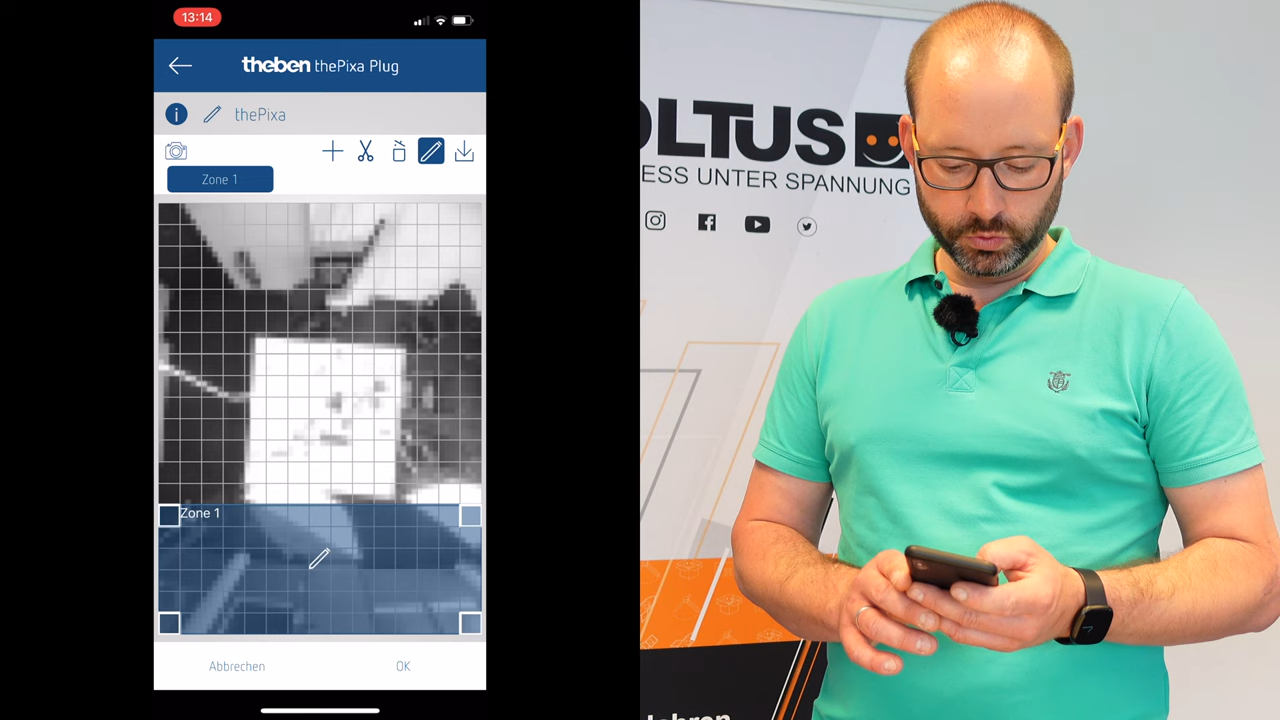 13:14
theben thePixa Plug
i thePixa
Zone 1
Zone 1
Abbrechen
OK
OLTUS
ESS UNTER SPANNUNG